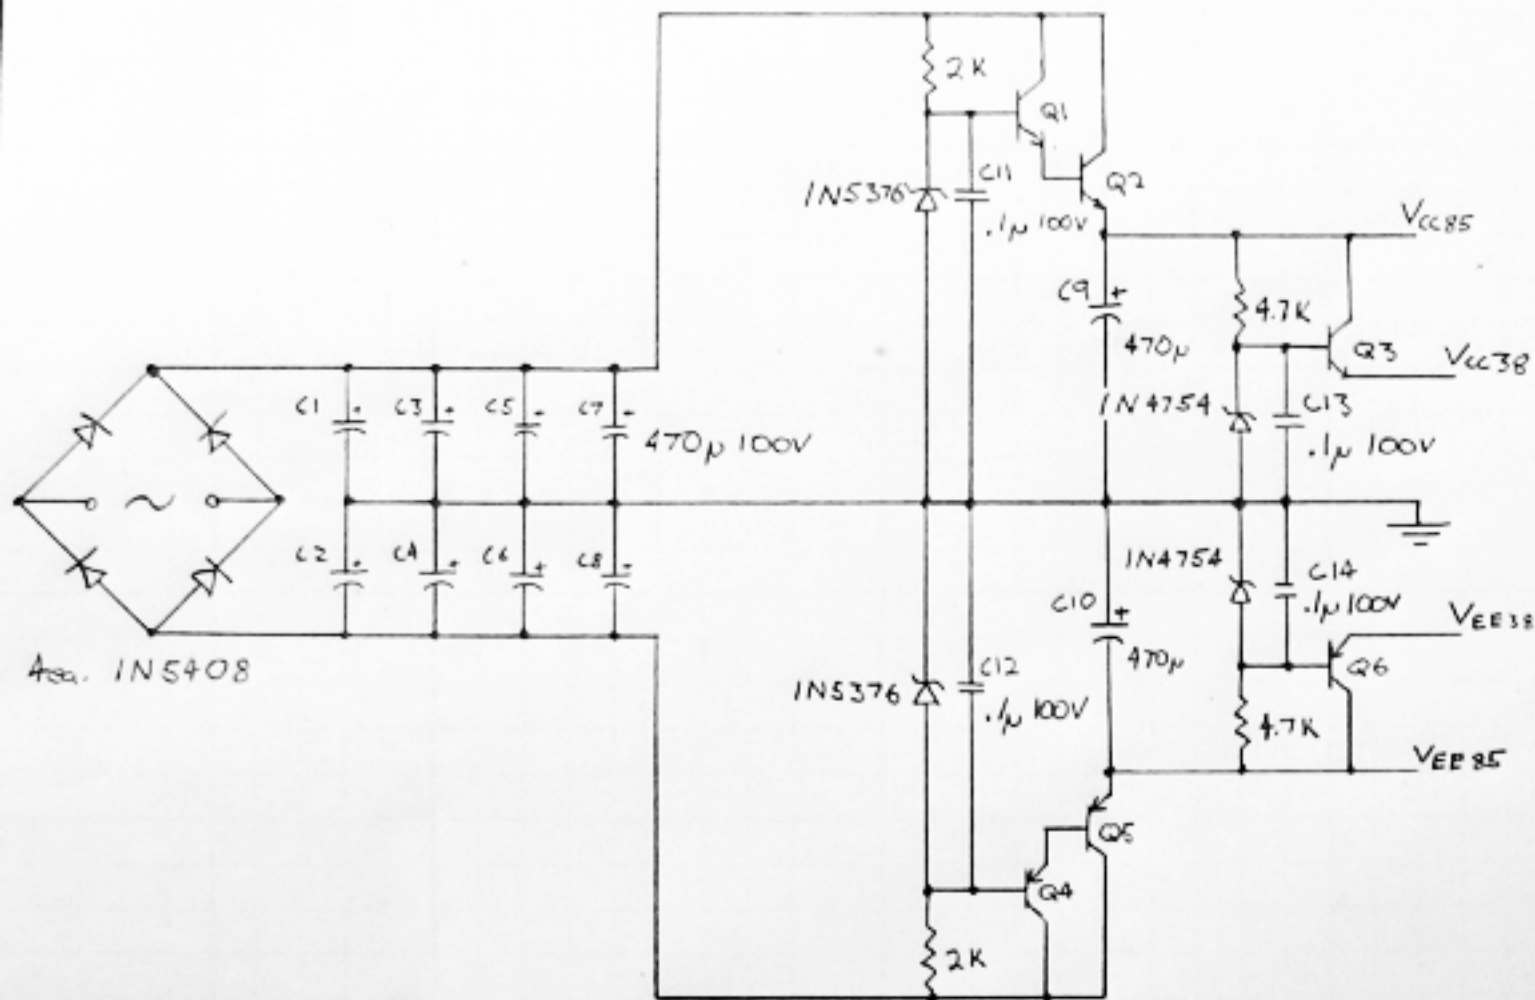 2K
Q1
C11
Q2
1N5376
.1µ 100V
VCC85
C9 +
4.7K
470µ
Q3
VCC38
1N4754
C13
.1µ 100V
C1 +
C3 +
C5 +
C7 +
470µ 100V
~
C2 +
C4 +
C6 +
C8 +
1N4754
C14
.1µ 100V
C10 +
VEE38
470µ
Q6
4ea. 1N5408
C12
1N5376
.1µ 100V
4.7K
VEE85
Q5
Q4
2K